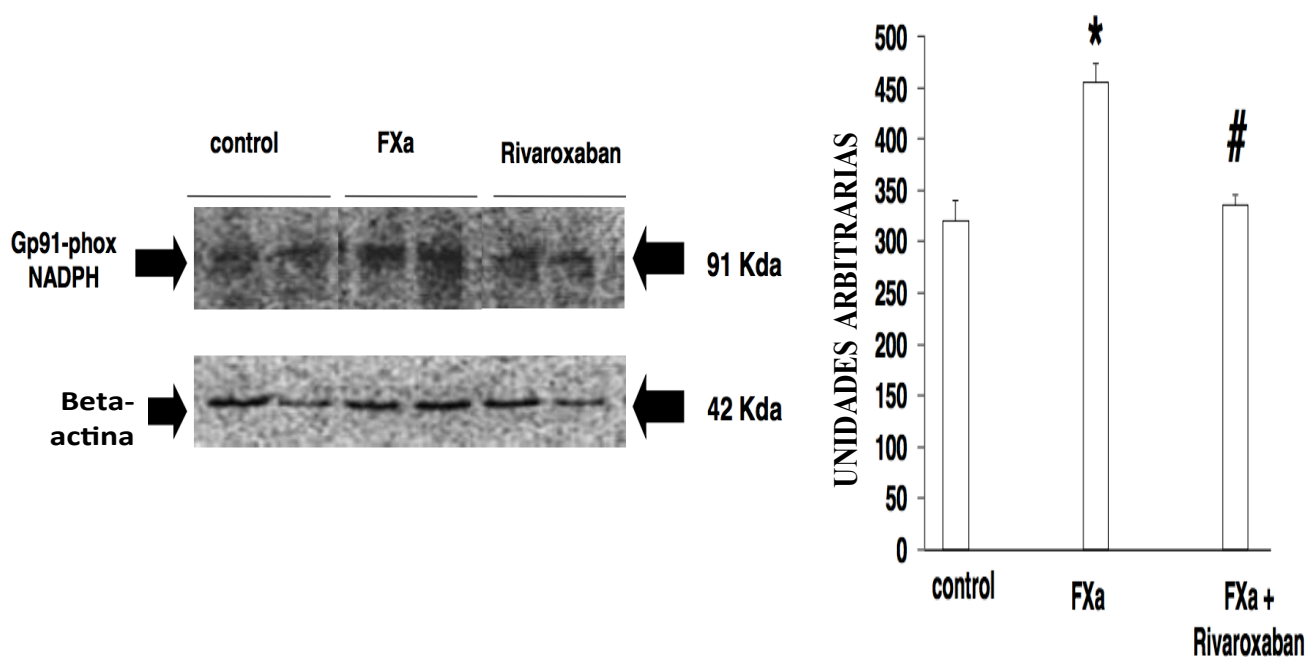 control
FXa
Rivaroxaban
Gp91-phox
NADPH
91 Kda
Beta-
actina
42 Kda
UNIDADES ARBITRARIAS
500
450
400
350
300
250
200
150
100
50
0
*
#
control
FXa
FXa +
Rivaroxaban